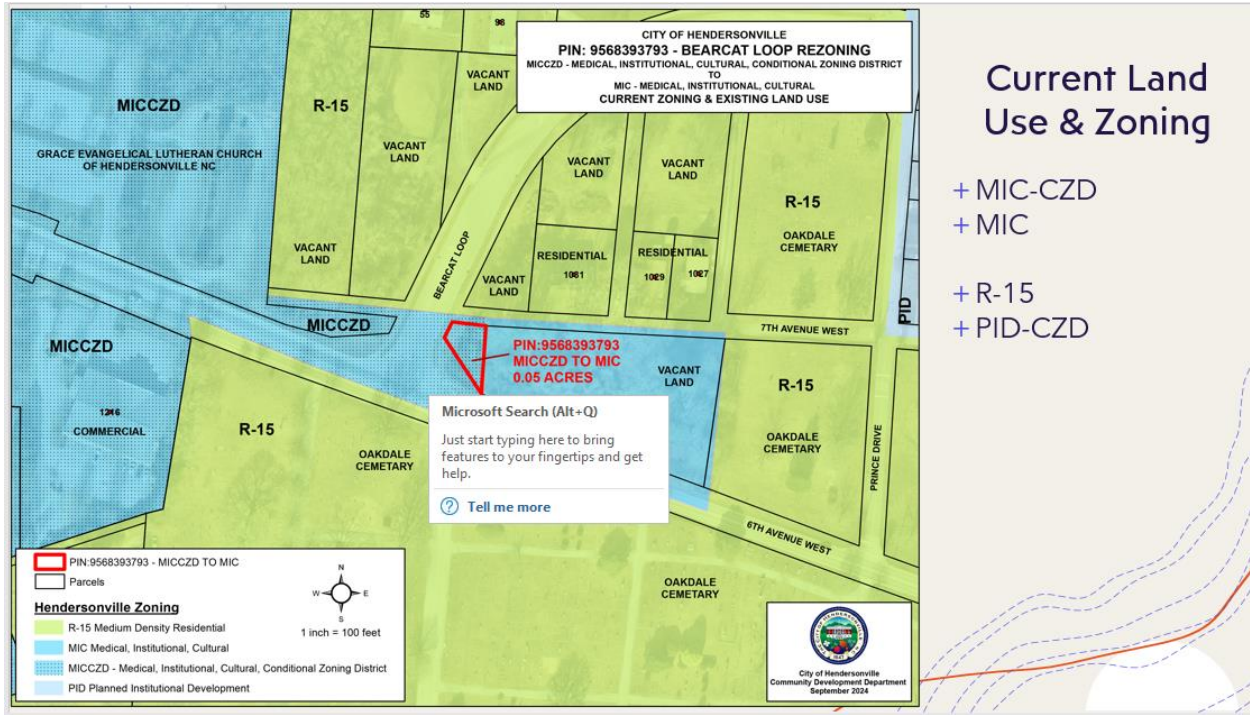 55
98
CITY OF HENDERSONVILLE
PIN: 9568393793 - BEARCAT LOOP REZONING
MICCZD - MEDICAL, INSTITUTIONAL, CULTURAL, CONDITIONAL ZONING DISTRICT
TO
MIC - MEDICAL, INSTITUTIONAL, CULTURAL
CURRENT ZONING & EXISTING LAND USE
MICCZD
GRACE EVANGELICAL LUTHERAN CHURCH
OF HENDERSONVILLE NC
R-15
VACANT
LAND
VACANT
LAND
VACANT
LAND
VACANT
LAND
VACANT
LAND
R-15
OAKDALE
CEMETARY
BEARCAT LOOP
VACANT
LAND
RESIDENTIAL
1031
RESIDENTIAL
1029
1027
PID
MICCZD
MICCZD
1246
COMMERCIAL
R-15
PIN:9568393793
MICCZD TO MIC
0.05 ACRES
7TH AVENUE WEST
VACANT
LAND
R-15
OAKDALE
CEMETARY
PRINCE DRIVE
OAKDALE
CEMETARY
Microsoft Search (Alt+Q)
Just start typing here to bring
features to your fingertips and get
help.
Tell me more
6TH AVENUE WEST
OAKDALE
CEMETARY
PIN:9568393793 - MICCZD TO MIC
Parcels
Hendersonville Zoning
R-15 Medium Density Residential
MIC Medical, Institutional, Cultural
MICCZD - Medical, Institutional, Cultural, Conditional Zoning District
PID Planned Institutional Development
N
W
E
S
1 inch = 100 feet
City of Hendersonville
Community Development Department
September 2024
Current Land
Use & Zoning
+ MIC-CZD
+ MIC
+ R-15
+ PID-CZD